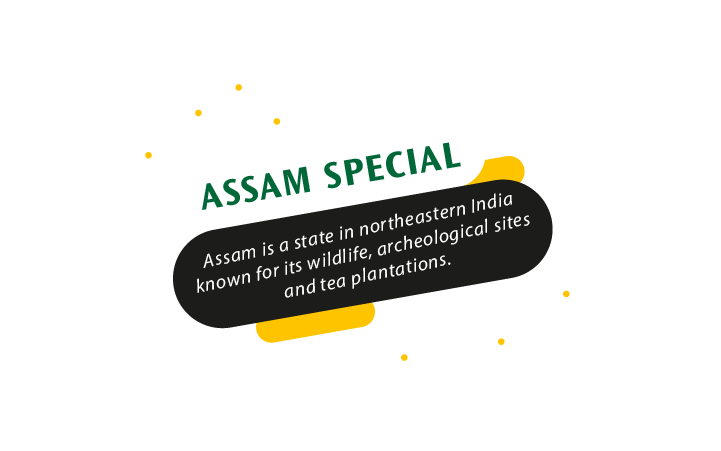 ASSAM SPECIAL
Assam is a state in northeastern India
known for its wildlife, archeological sites
and tea plantations.